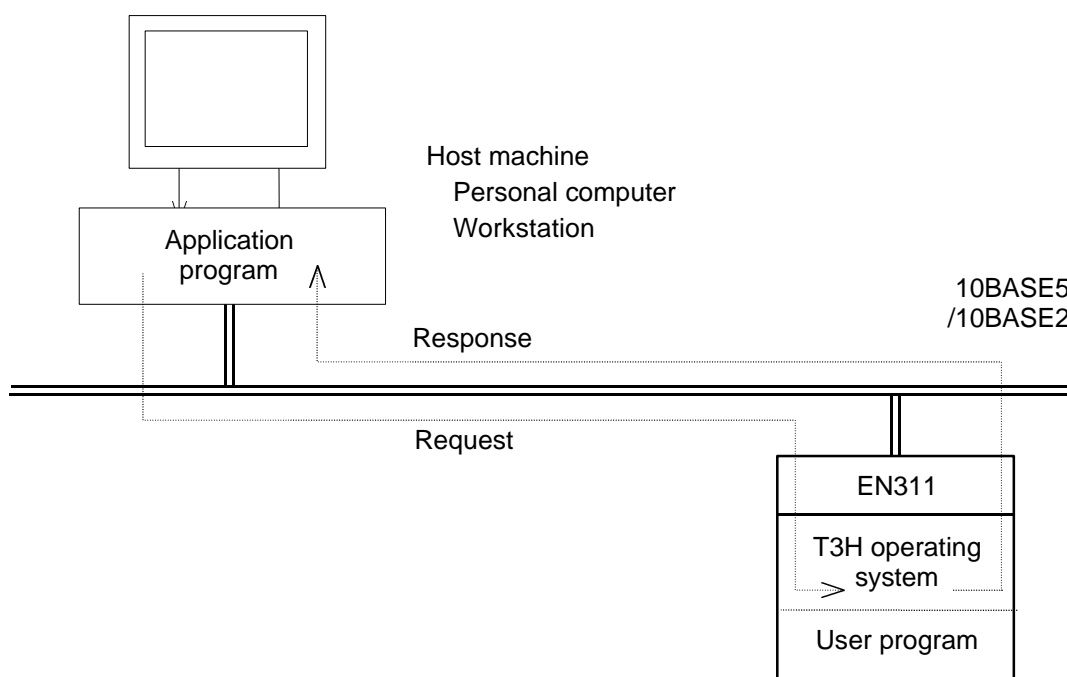 Host machine
Personal computer
Workstation
Application
program
10BASE5
/10BASE2
Response
Request
EN311
T3H operating
system
User program